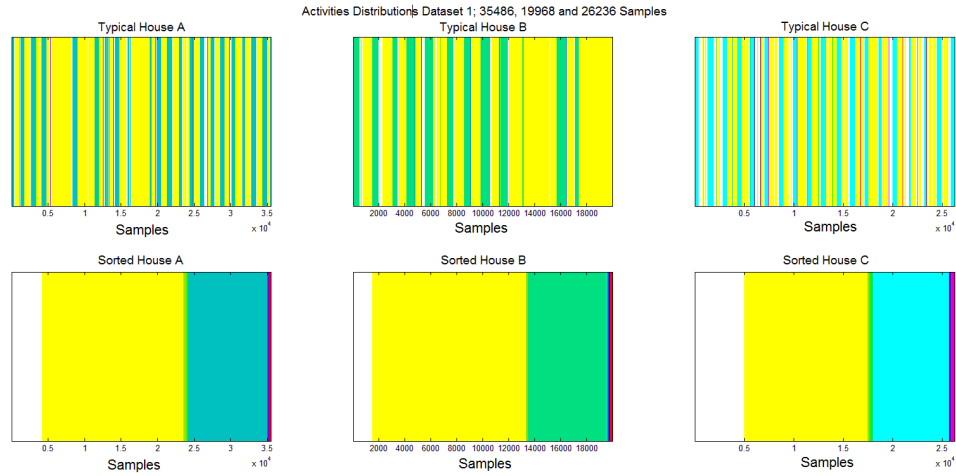 Activities Distributions Dataset 1; 35486, 19968 and 26236 Samples
Typical House A
Typical House B
Typical House C
0.5 1 1.5 2 2.5 3 3.5
x 10^4
Samples
2000 4000 6000 8000 10000 12000 14000 16000 18000
Samples
0.5 1 1.5 2 2.5
x 10^4
Samples
Sorted House A
Sorted House B
Sorted House C
0.5 1 1.5 2 2.5 3 3.5
x 10^4
Samples
2000 4000 6000 8000 10000 12000 14000 16000 18000
Samples
0.5 1 1.5 2 2.5
x 10^4
Samples